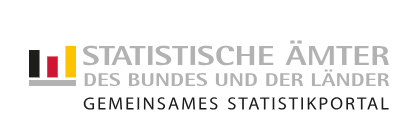 STATISTISCHE ÄMTER
DES BUNDES UND DER LÄNDER
GEMEINSAMES STATISTIKPORTAL